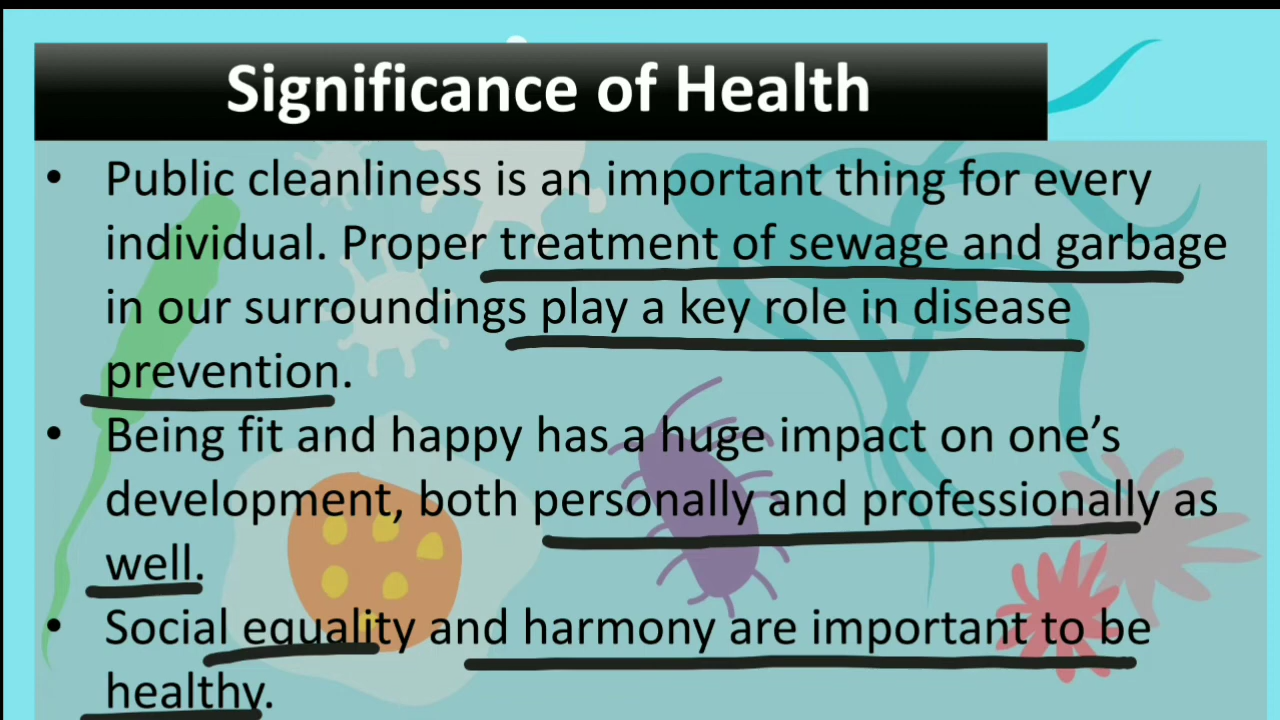 Significance of Health
• Public cleanliness is an important thing for every
individual. Proper treatment of sewage and garbage
in our surroundings play a key role in disease
prevention.
• Being fit and happy has a huge impact on one’s
development, both personally and professionally as
well.
• Social equality and harmony are important to be
healthy.